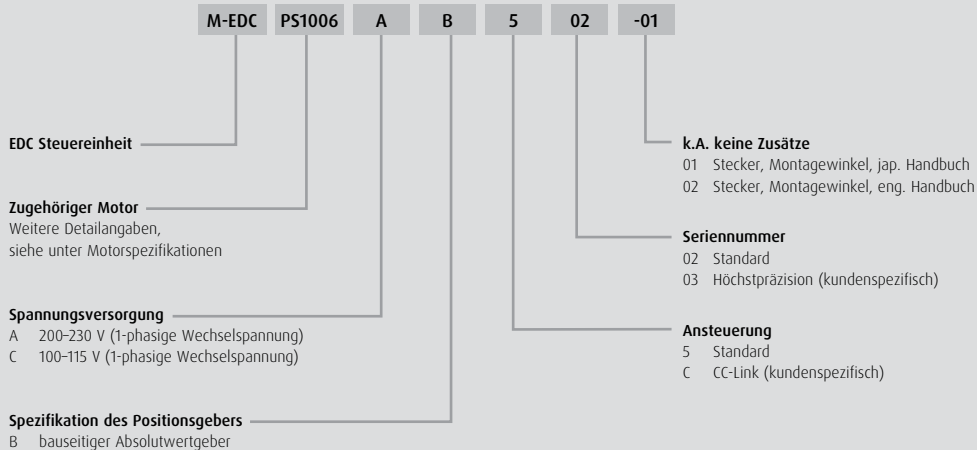 M-EDC PS1006 A B 5 02 -01
EDC Steuereinheit
Zugehöriger Motor
Weitere Detailangaben,
siehe unter Motorspezifikationen
Spannungsversorgung
A 200–230 V (1-phasige Wechselspannung)
C 100–115 V (1-phasige Wechselspannung)
Spezifikation des Positionsgebers
B bauseitiger Absolutwertgeber
k.A. keine Zusätze
01 Stecker, Montagewinkel, jap. Handbuch
02 Stecker, Montagewinkel, eng. Handbuch
Seriennummer
02 Standard
03 Höchstpräzision (kundenspezifisch)
Ansteuerung
5 Standard
C CC-Link (kundenspezifisch)